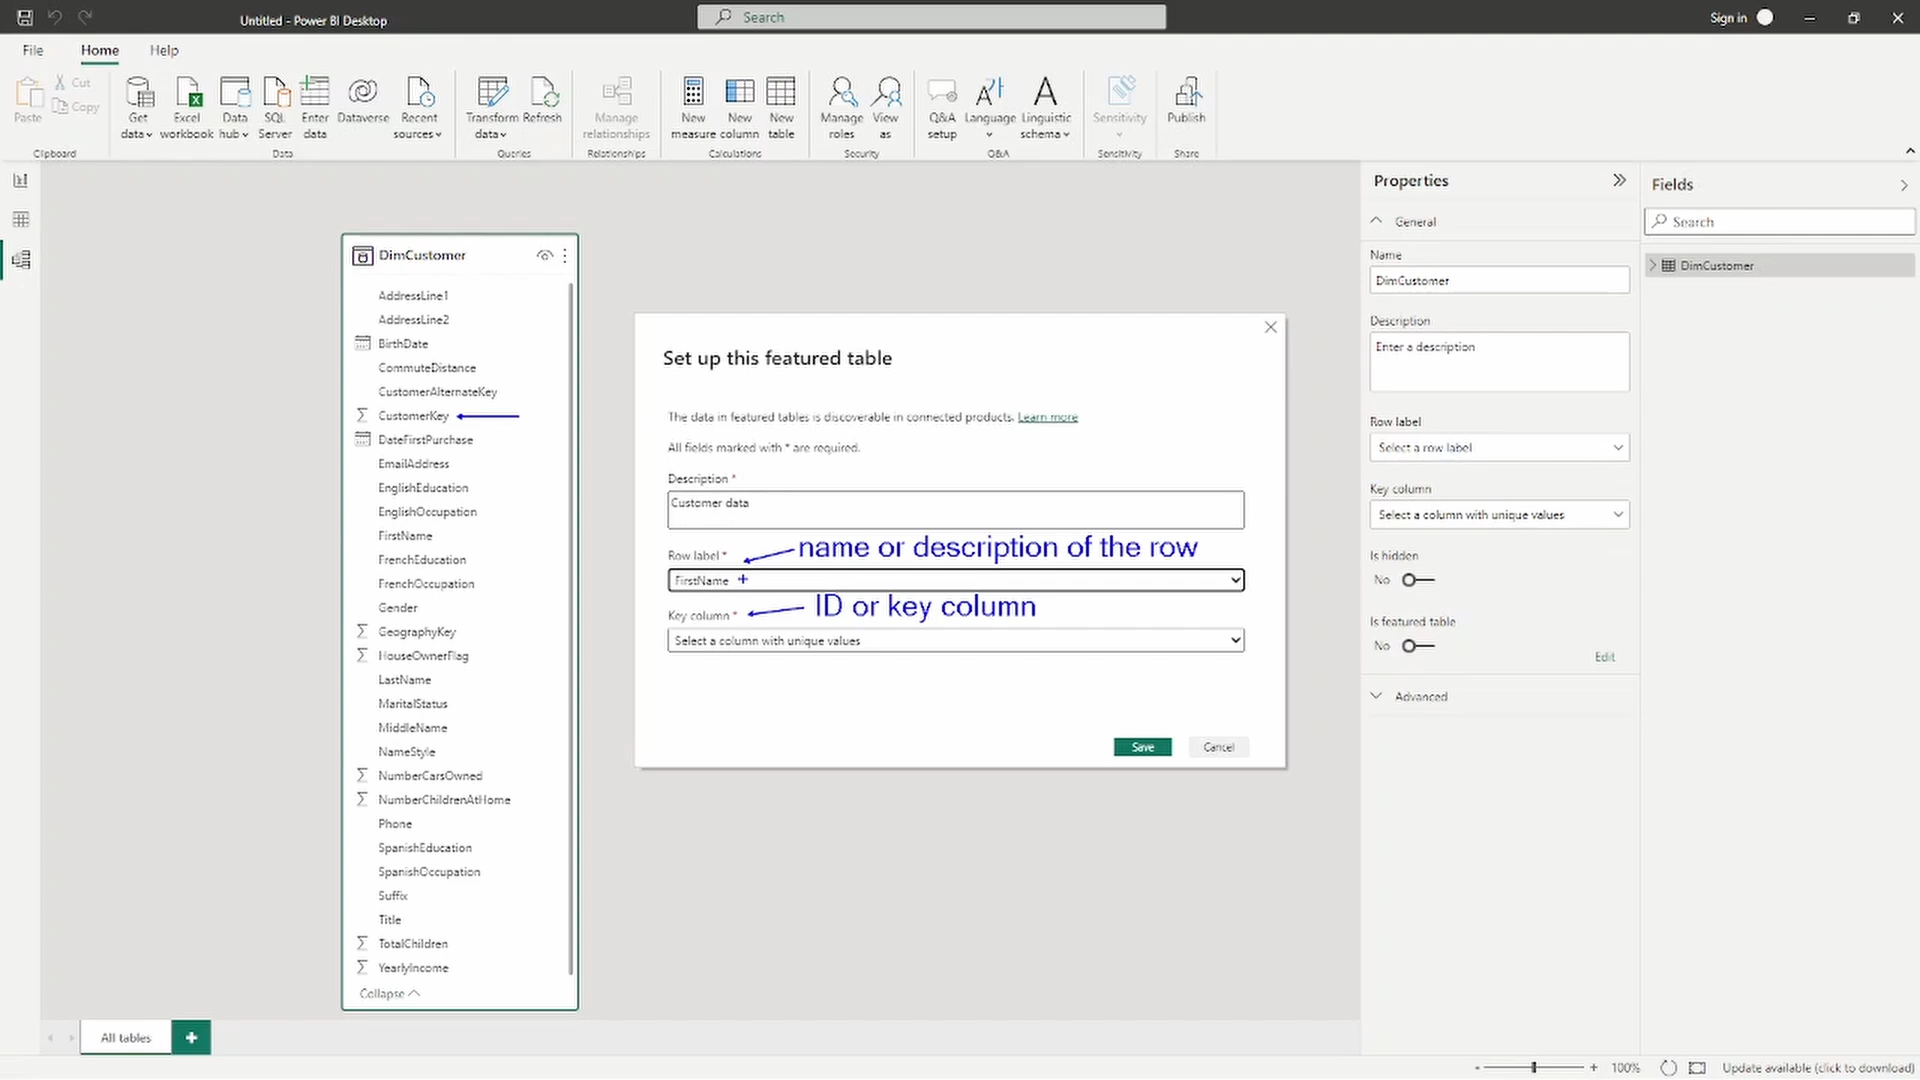 Untitled - Power BI Desktop
Search
Sign in
File
Home
Help
Paste
Cut
Copy
Clipboard
Get data
Excel workbook
Data hub
SQL Server
Enter data
Dataverse
Recent sources
Data
Transform data
Refresh
Queries
Manage relationships
Relationships
New measure
New column
New table
Calculations
Manage roles
View as
Security
Q&A setup
Language
Linguistic schema
Q&A
Sensitivity
Sensitivity
Publish
Share
DimCustomer
AddressLine1
AddressLine2
BirthDate
CommuteDistance
CustomerAlternateKey
CustomerKey
DateFirstPurchase
EmailAddress
EnglishEducation
EnglishOccupation
FirstName
FrenchEducation
FrenchOccupation
Gender
GeographyKey
HouseOwnerFlag
LastName
MaritalStatus
MiddleName
NameStyle
NumberCarsOwned
NumberChildrenAtHome
Phone
SpanishEducation
SpanishOccupation
Suffix
Title
TotalChildren
YearlyIncome
Collapse
Set up this featured table
The data in featured tables is discoverable in connected products. Learn more
All fields marked with * are required.
Description *
Customer data
Row label *
name or description of the row
FirstName
Key column *
ID or key column
Select a column with unique values
Save
Cancel
Properties
General
Name
DimCustomer
Description
Enter a description
Row label
Select a row label
Key column
Select a column with unique values
Is hidden
No
Is featured table
No
Edit
Advanced
Fields
Search
DimCustomer
All tables
100%
Update available (click to download)